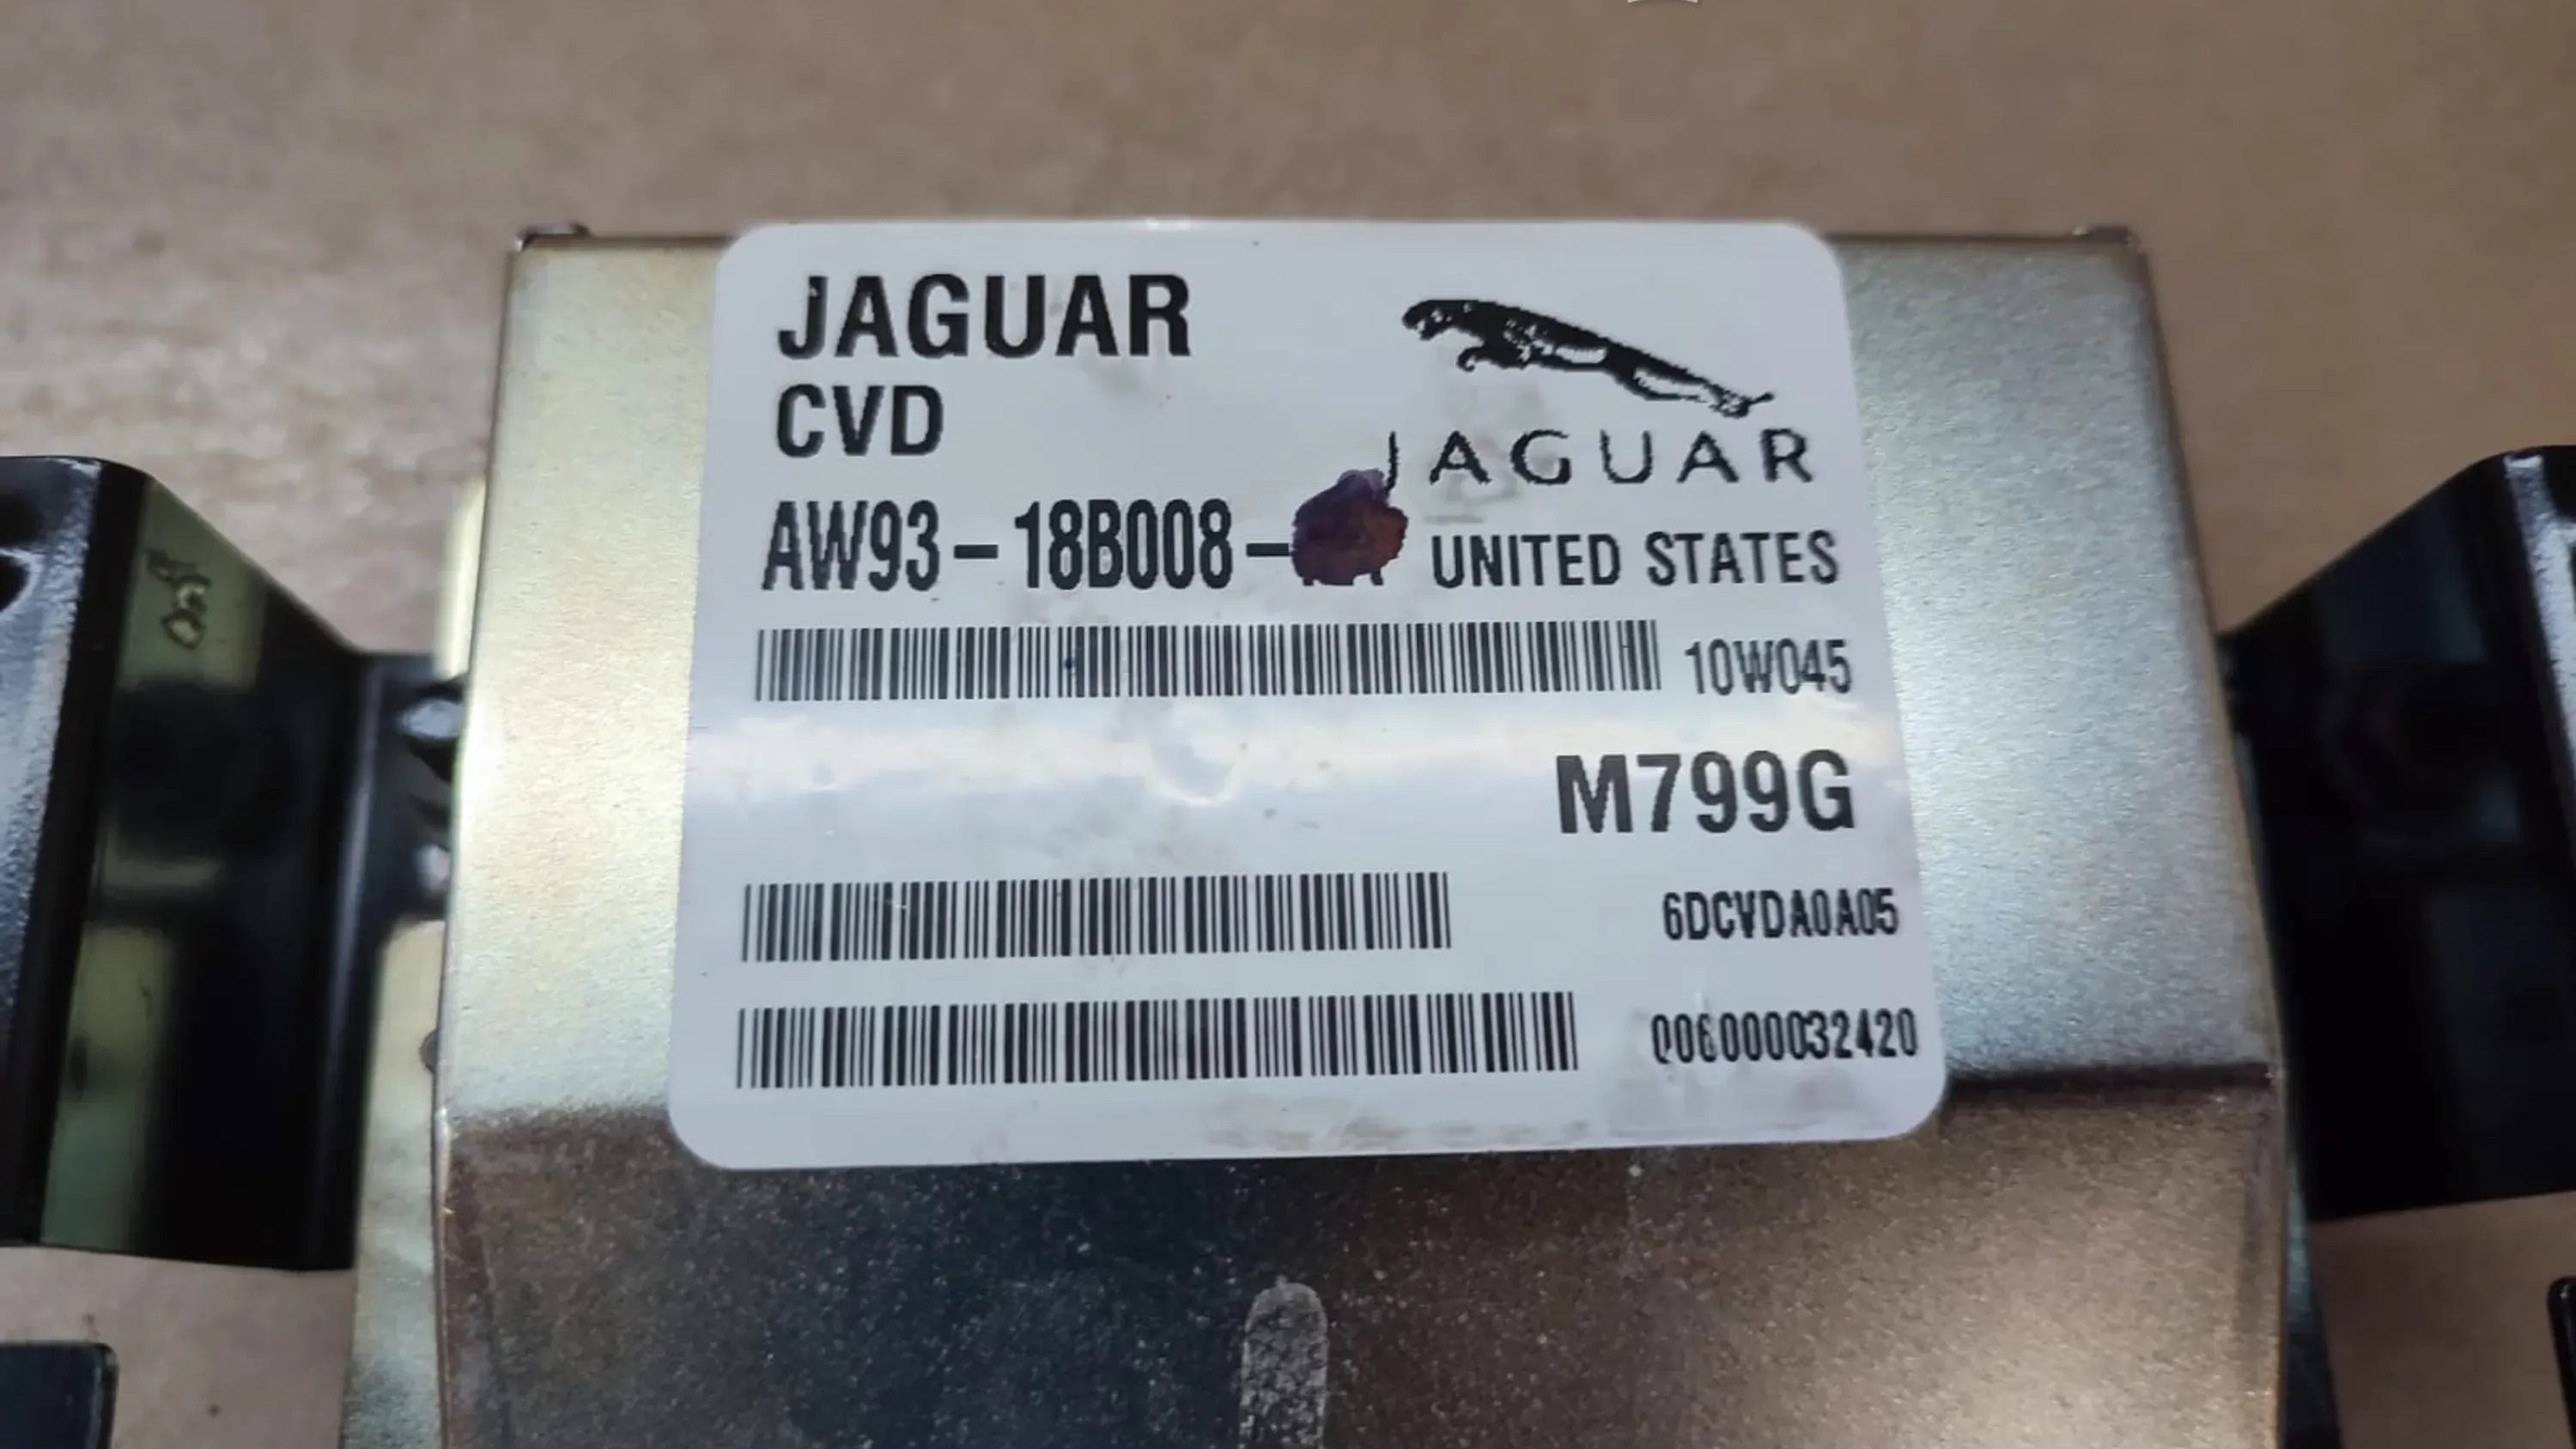 JAGUAR
CVD
JAGUAR
AW93-18B008-
UNITED STATES
10W045
M799G
6DCVDA0A05
006000032420